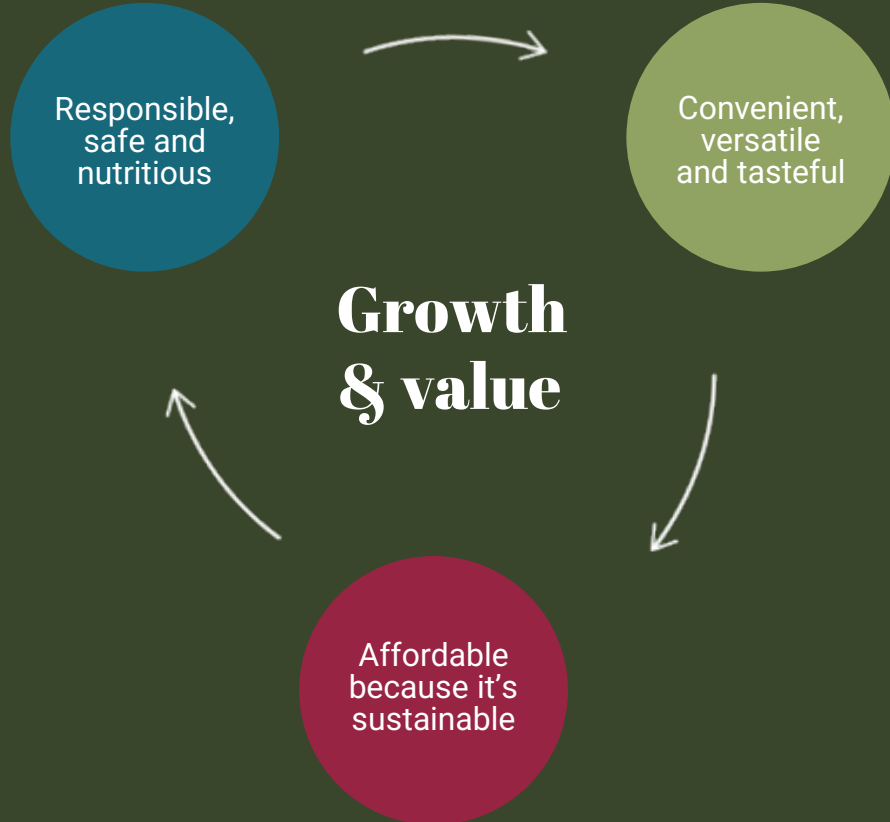 Responsible,
safe and
nutritious
Convenient,
versatile
and tasteful
Growth
& value
Affordable
because it’s
sustainable